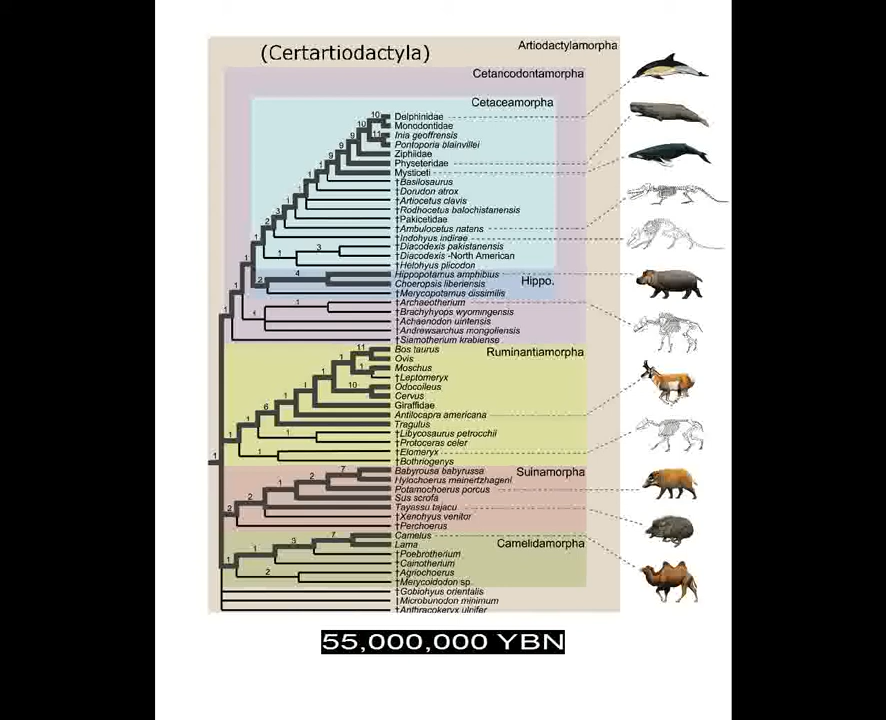 (Certartiodactyla)
Artiodactylamorpha
Cetancodontamorpha
Cetaceamorpha
Delphinidae
Monodontidae
Inia geoffrensis
Pontoporia blainvillei
Ziphiidae
Physeteridae
Mysticeti
†Basilosaurus
†Dorudon atrox
†Artiocetus clavis
†Rodhocetus balochistanensis
†Pakicetidae
†Ambulocetus natans
†Indohyus indirae
†Diacodexis pakistanensis
†Diacodexis -North American
†Helohyus plicodon
Hippopotamus amphibius
Choeropsis liberiensis
Hippo.
†Merycopotamus dissimilis
†Archaeotherium
†Brachyhyops wyomingensis
†Achaenodon uintensis
†Andrewsarchus mongoliensis
†Siamotherium krabiense
Bos taurus
Ruminantiamorpha
Ovis
Moschus
†Leptomeryx
Odocoileus
Cervus
Giraffidae
Antilocapra americana
Tragulus
†Libycosaurus petrocchii
†Protoceras celer
†Elomeryx
†Bothriogenys
Babyrousa babyrussa
Suinamorpha
Hylochoerus meinertzhageni
Potamochoerus porcus
Sus scrofa
Tayassu tajacu
†Xenohyus venitor
†Perchoerus
Camelus
Lama
Camelidamorpha
†Poebrotherium
†Cainotherium
†Agriochoerus
†Merycoidodon sp.
†Gobiohyus orientalis
†Microbunodon minimum
†Anthracokeryx ulnifer
55,000,000 YBN